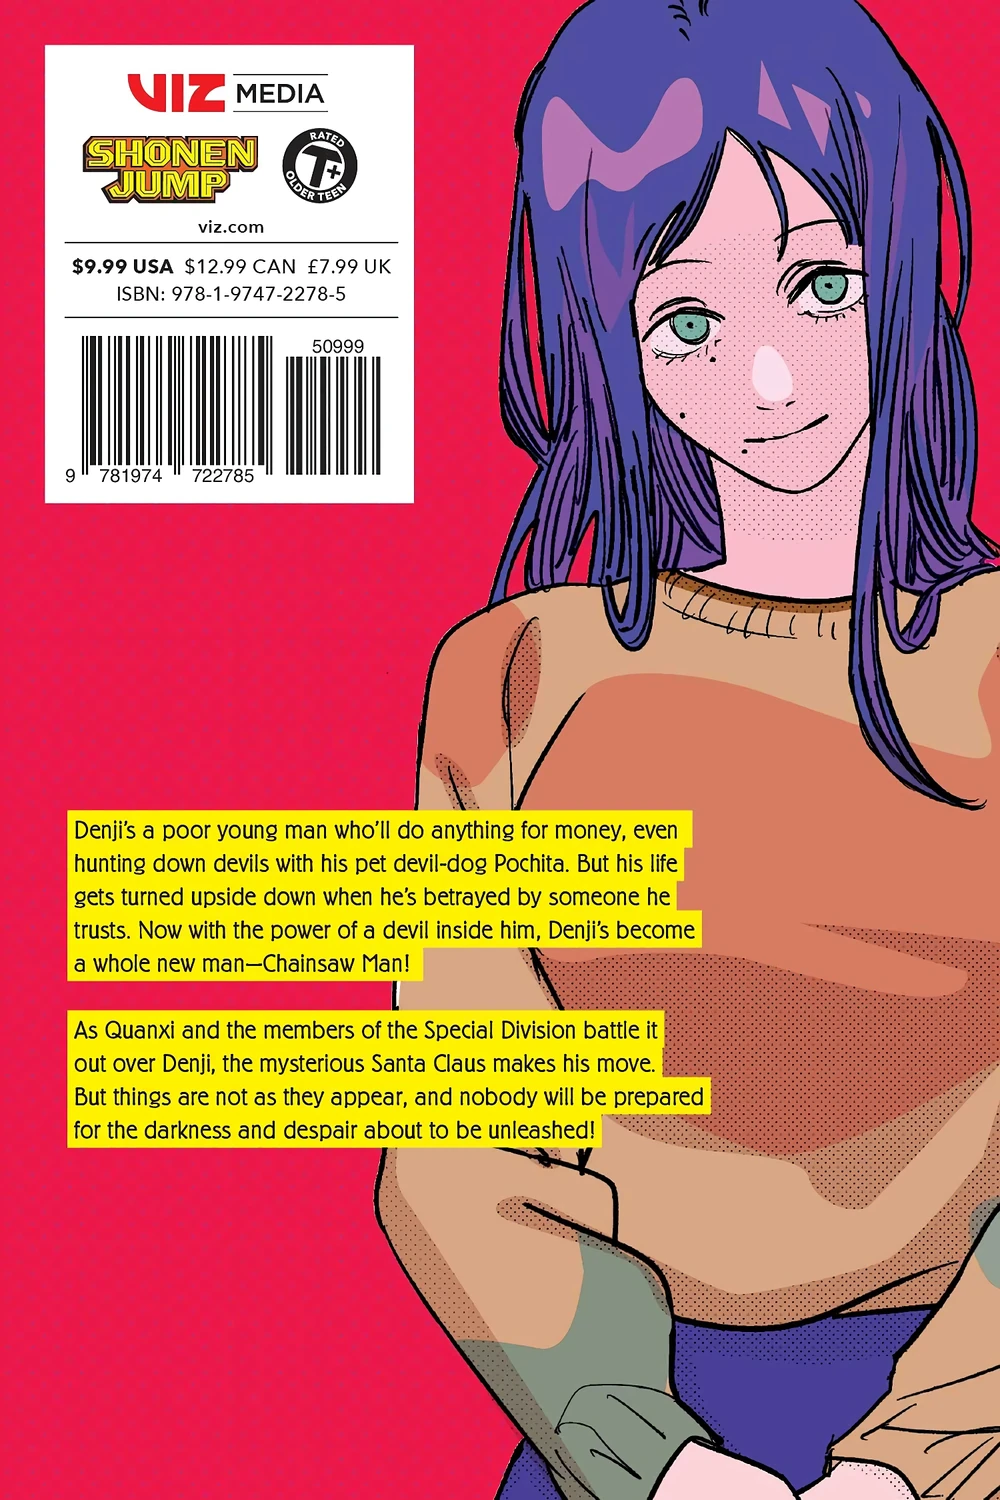 VIZ MEDIA
SHONEN
JUMP
RATED
T+
OLDER TEEN
viz.com
$9.99 USA $12.99 CAN £7.99 UK
ISBN: 978-1-9747-2278-5
50999
9 781974 722785
Denji's a poor young man who'll do anything for money, even
hunting down devils with his pet devil-dog Pochita. But his life
gets turned upside down when he's betrayed by someone he
trusts. Now with the power of a devil inside him, Denji's become
a whole new man—Chainsaw Man!
As Quanxi and the members of the Special Division battle it
out over Denji, the mysterious Santa Claus makes his move.
But things are not as they appear, and nobody will be prepared
for the darkness and despair about to be unleashed!